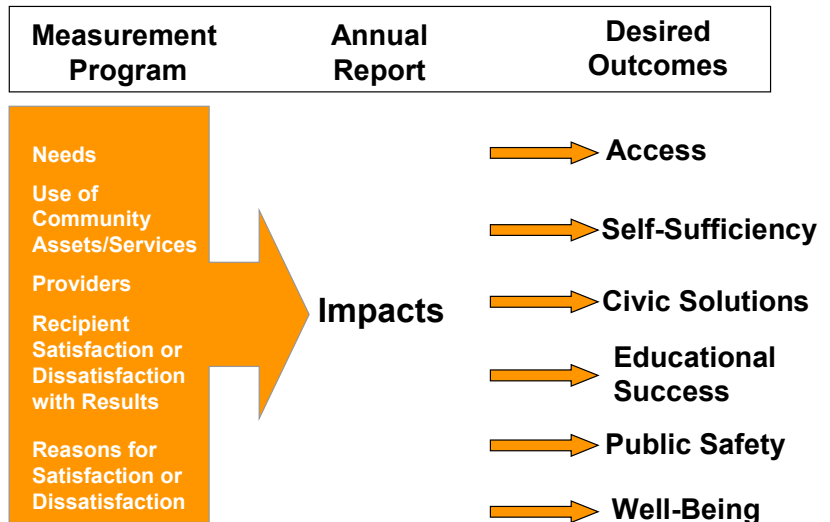 Measurement
Program
Annual
Report
Desired
Outcomes
Needs
Use of
Community
Assets/Services
Providers
Recipient
Satisfaction or
Dissatisfaction
with Results
Reasons for
Satisfaction or
Dissatisfaction
Impacts
Access
Self-Sufficiency
Civic Solutions
Educational
Success
Public Safety
Well-Being